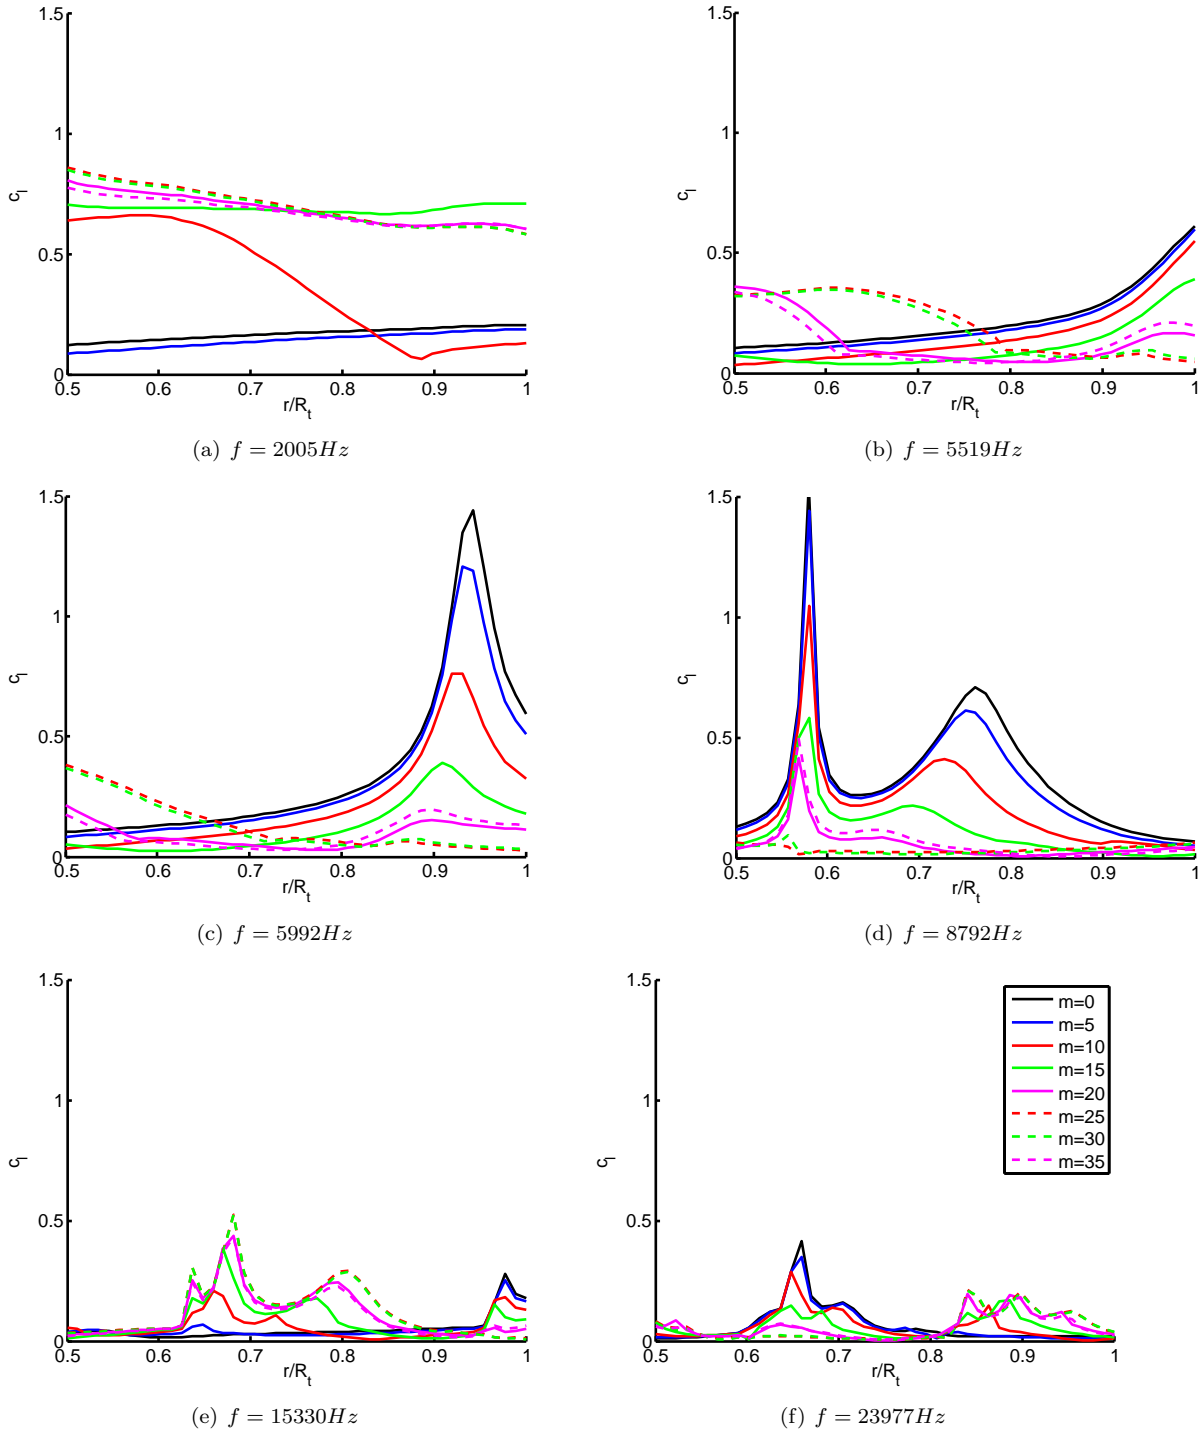 1.5
1
0.5
0
0.5 0.6 0.7 0.8 0.9 1
c_l
r/R_t
(a) f = 2005Hz
1.5
1
0.5
0
0.5 0.6 0.7 0.8 0.9 1
c_l
r/R_t
(b) f = 5519Hz
1.5
1
0.5
0
0.5 0.6 0.7 0.8 0.9 1
c_l
r/R_t
(c) f = 5992Hz
1.5
1
0.5
0
0.5 0.6 0.7 0.8 0.9 1
c_l
r/R_t
(d) f = 8792Hz
1.5
1
0.5
0
0.5 0.6 0.7 0.8 0.9 1
c_l
r/R_t
(e) f = 15330Hz
1.5
1
0.5
0
0.5 0.6 0.7 0.8 0.9 1
c_l
r/R_t
m=0
m=5
m=10
m=15
m=20
m=25
m=30
m=35
(f) f = 23977Hz